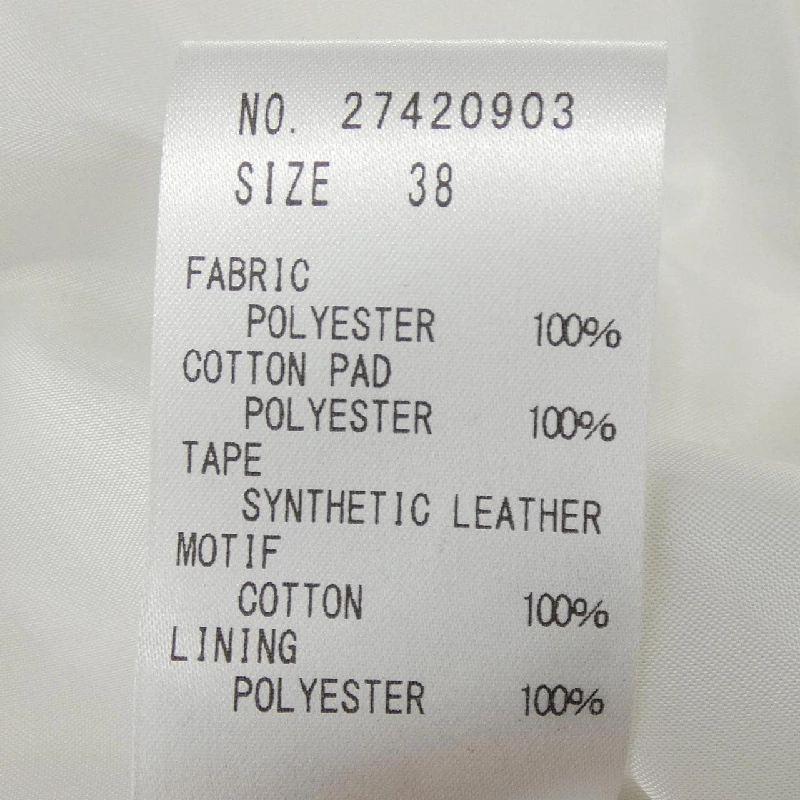 NO. 27420903
SIZE 38
FABRIC
POLYESTER 100%
COTTON PAD
POLYESTER 100%
TAPE
SYNTHETIC LEATHER
MOTIF
COTTON 100%
LINING
POLYESTER 100%